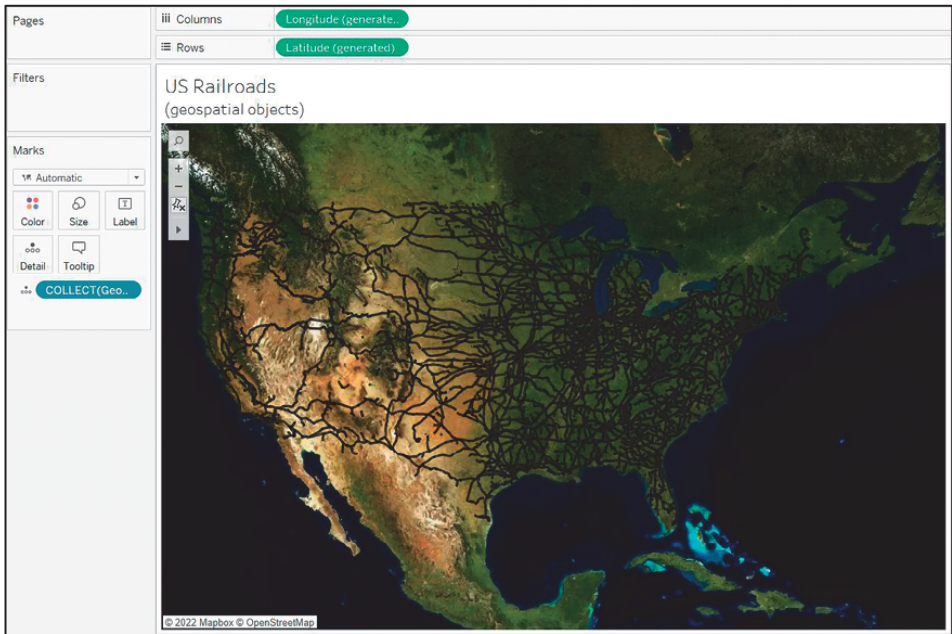 Pages
Columns
Longitude (generate..
Rows
Latitude (generated)
Filters
US Railroads
(geospatial objects)
Marks
Automatic
Color
Size
Label
Detail
Tooltip
COLLECT(Geo..
© 2022 Mapbox © OpenStreetMap